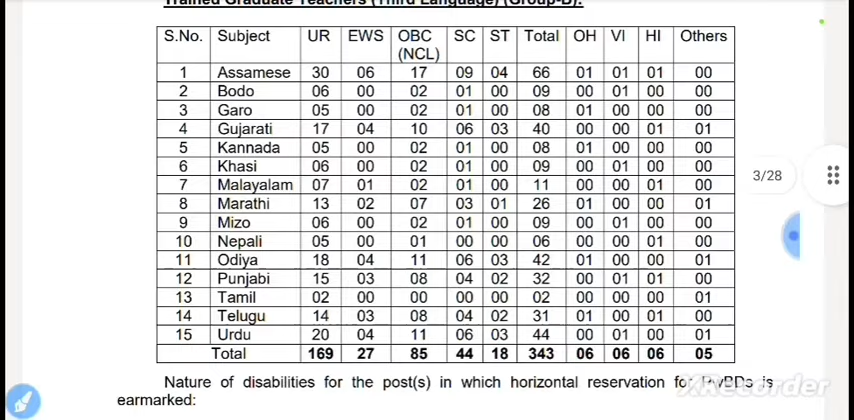 Trained Graduate Teachers (Third Language) (Group-B):
S.No. Subject UR EWS OBC (NCL) SC ST Total OH VI HI Others
1 Assamese 30 06 17 09 04 66 01 01 01 00
2 Bodo 06 00 02 01 00 09 00 01 00 00
3 Garo 05 00 02 01 00 08 01 00 00 00
4 Gujarati 17 04 10 06 03 40 00 00 01 01
5 Kannada 05 00 02 01 00 08 01 00 00 00
6 Khasi 06 00 02 01 00 09 00 01 00 00
7 Malayalam 07 01 02 01 00 11 00 00 01 00
8 Marathi 13 02 07 03 01 26 01 00 00 01
9 Mizo 06 00 02 01 00 09 00 01 00 00
10 Nepali 05 00 01 00 00 06 00 00 01 00
11 Odiya 18 04 11 06 03 42 01 00 00 01
12 Punjabi 15 03 08 04 02 32 00 01 01 00
13 Tamil 02 00 00 00 00 02 00 00 00 01
14 Telugu 14 03 08 04 02 31 01 00 01 00
15 Urdu 20 04 11 06 03 44 00 01 00 01
Total 169 27 85 44 18 343 06 06 06 05
3/28
Nature of disabilities for the post(s) in which horizontal reservation for PwBDs is
earmarked:
XRecorder